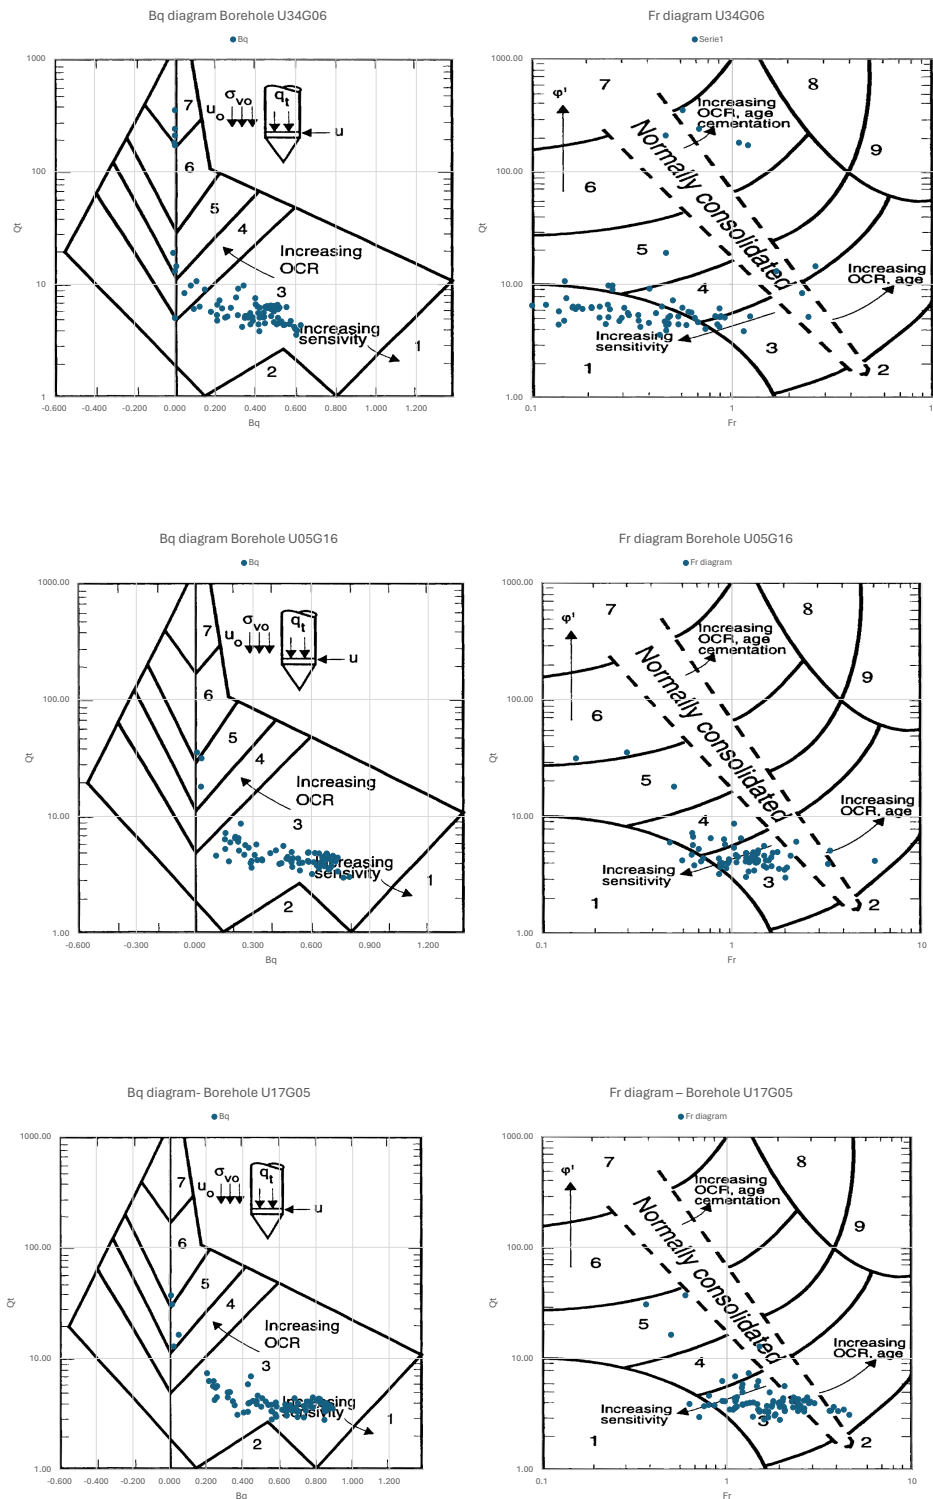 Bq diagram Borehole U34G06
Bq
1000
100
10
1
Qt
-0.600
-0.400
-0.200
0.000
0.200
0.400
0.600
0.800
1.000
1.200
Bq
7
6
5
4
3
2
1
σvo
uo
qt
u
Increasing
OCR
Increasing
sensivity
Fr diagram U34G06
Serie1
1000.00
100.00
10.00
1.00
Qt
0.1
1
1
Fr
7
8
9
6
5
4
3
1
2
φ'
Increasing
OCR, age
cementation
Normally consolidated
Increasing
OCR, age
Increasing
sensitivity
Bq diagram Borehole U05G16
Bq
1000.00
100.00
10.00
1.00
Qt
-0.600
-0.300
0.000
0.300
0.600
0.900
1.200
Bq
7
6
5
4
3
2
1
σvo
uo
qt
u
Increasing
OCR
Increasing
sensivity
Fr diagram Borehole U05G16
Fr diagram
1000.00
100.00
10.00
1.00
Qt
0.1
1
10
Fr
7
8
9
6
5
4
3
1
2
φ'
Increasing
OCR, age
cementation
Normally consolidated
Increasing
OCR, age
Increasing
sensitivity
Bq diagram- Borehole U17G05
Bq
1000.00
100.00
10.00
1.00
Qt
-0.600
-0.400
-0.200
0.000
0.200
0.400
0.600
0.800
1.000
1.200
Bq
7
6
5
4
3
2
1
σvo
uo
qt
u
Increasing
OCR
Increasing
sensivity
Fr diagram – Borehole U17G05
Fr diagram
1000.00
100.00
10.00
1.00
Qt
0.1
1
10
Fr
7
8
9
6
5
4
3
1
2
φ'
Increasing
OCR, age
cementation
Normally consolidated
Increasing
OCR, age
Increasing
sensitivity